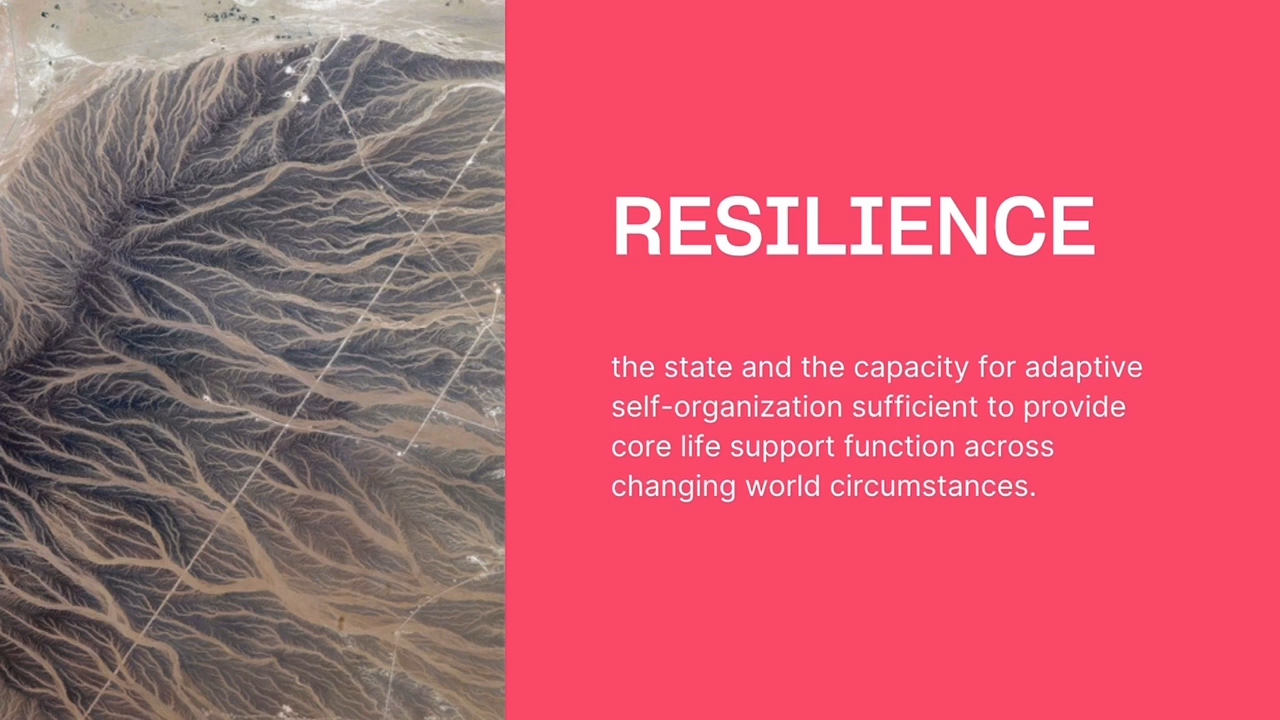 RESILIENCE
the state and the capacity for adaptive
self-organization sufficient to provide
core life support function across
changing world circumstances.